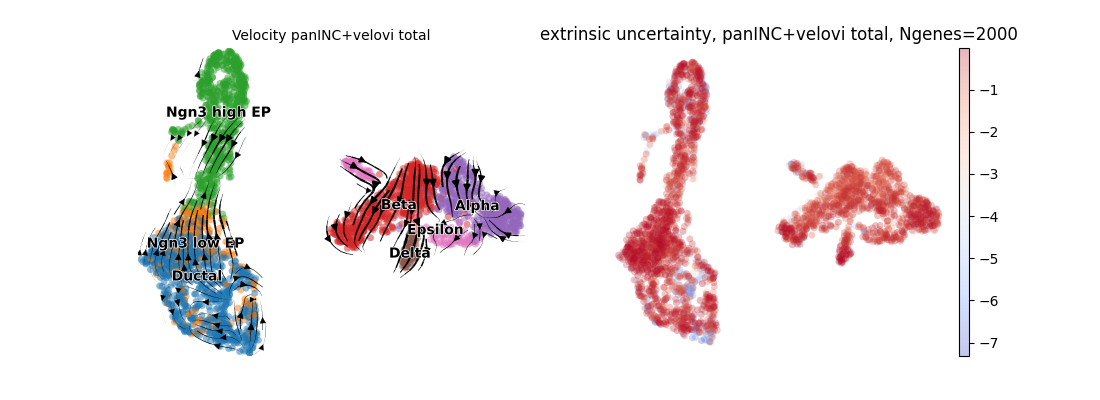 Velocity panINC+velovi total
Ngn3 high EP
Beta
Alpha
Epsilon
Ngn3 low EP
Delta
Ductal
extrinsic uncertainty, panINC+velovi total, Ngenes=2000
−1
−2
−3
−4
−5
−6
−7